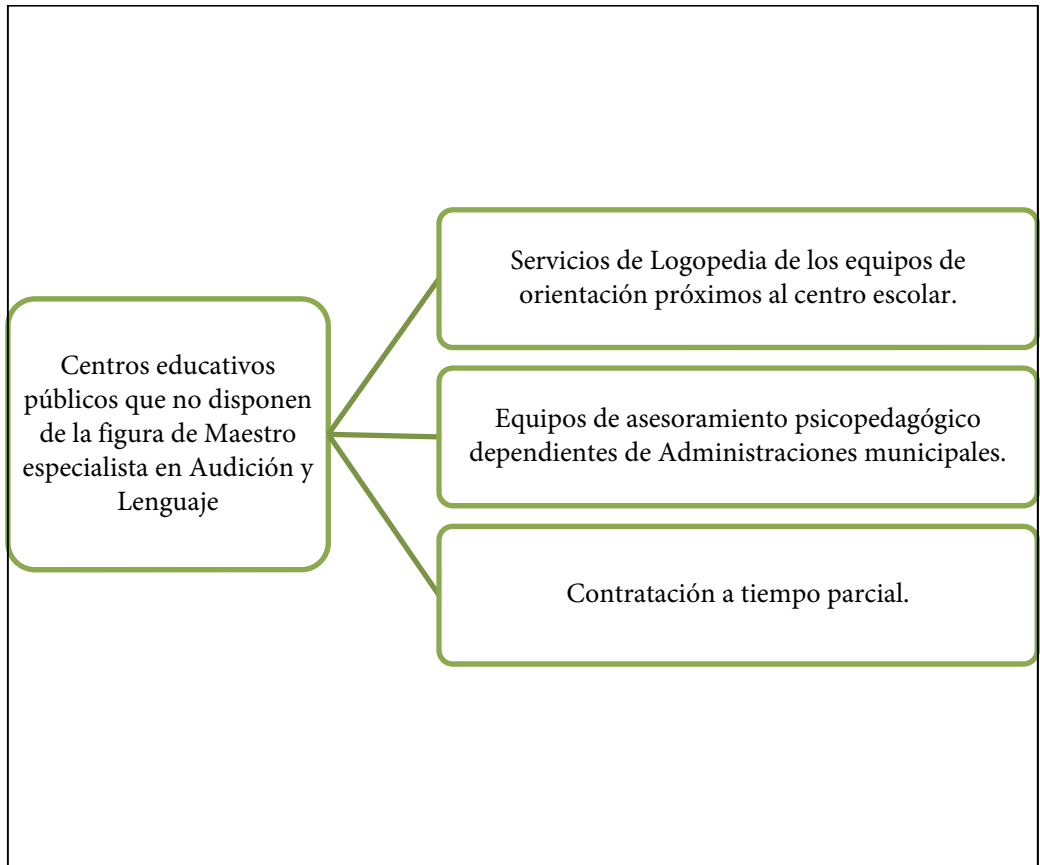 Centros educativos
públicos que no disponen
de la figura de Maestro
especialista en Audición y
Lenguaje
Servicios de Logopedia de los equipos de
orientación próximos al centro escolar.
Equipos de asesoramiento psicopedagógico
dependientes de Administraciones municipales.
Contratación a tiempo parcial.